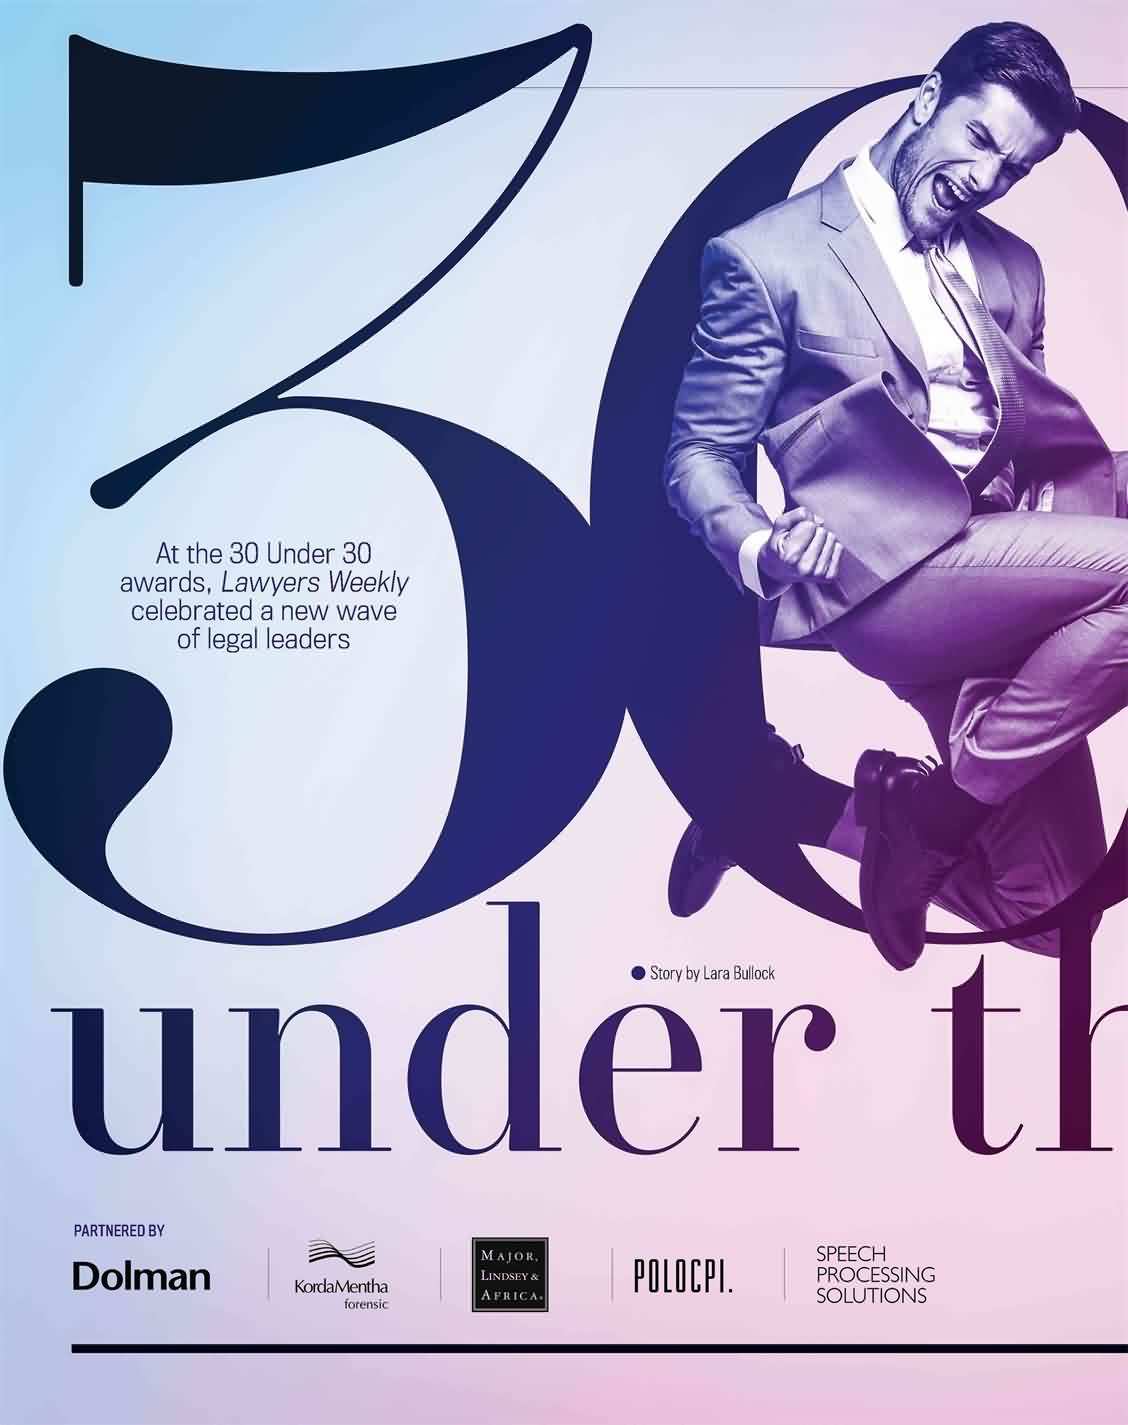 30
At the 30 Under 30
awards, Lawyers Weekly
celebrated a new wave
of legal leaders
Story by Lara Bullock
under th
PARTNERED BY
Dolman
KordaMentha
forensic
MAJOR,
LINDSEY &
AFRICA®
POLOCPI.
SPEECH
PROCESSING
SOLUTIONS